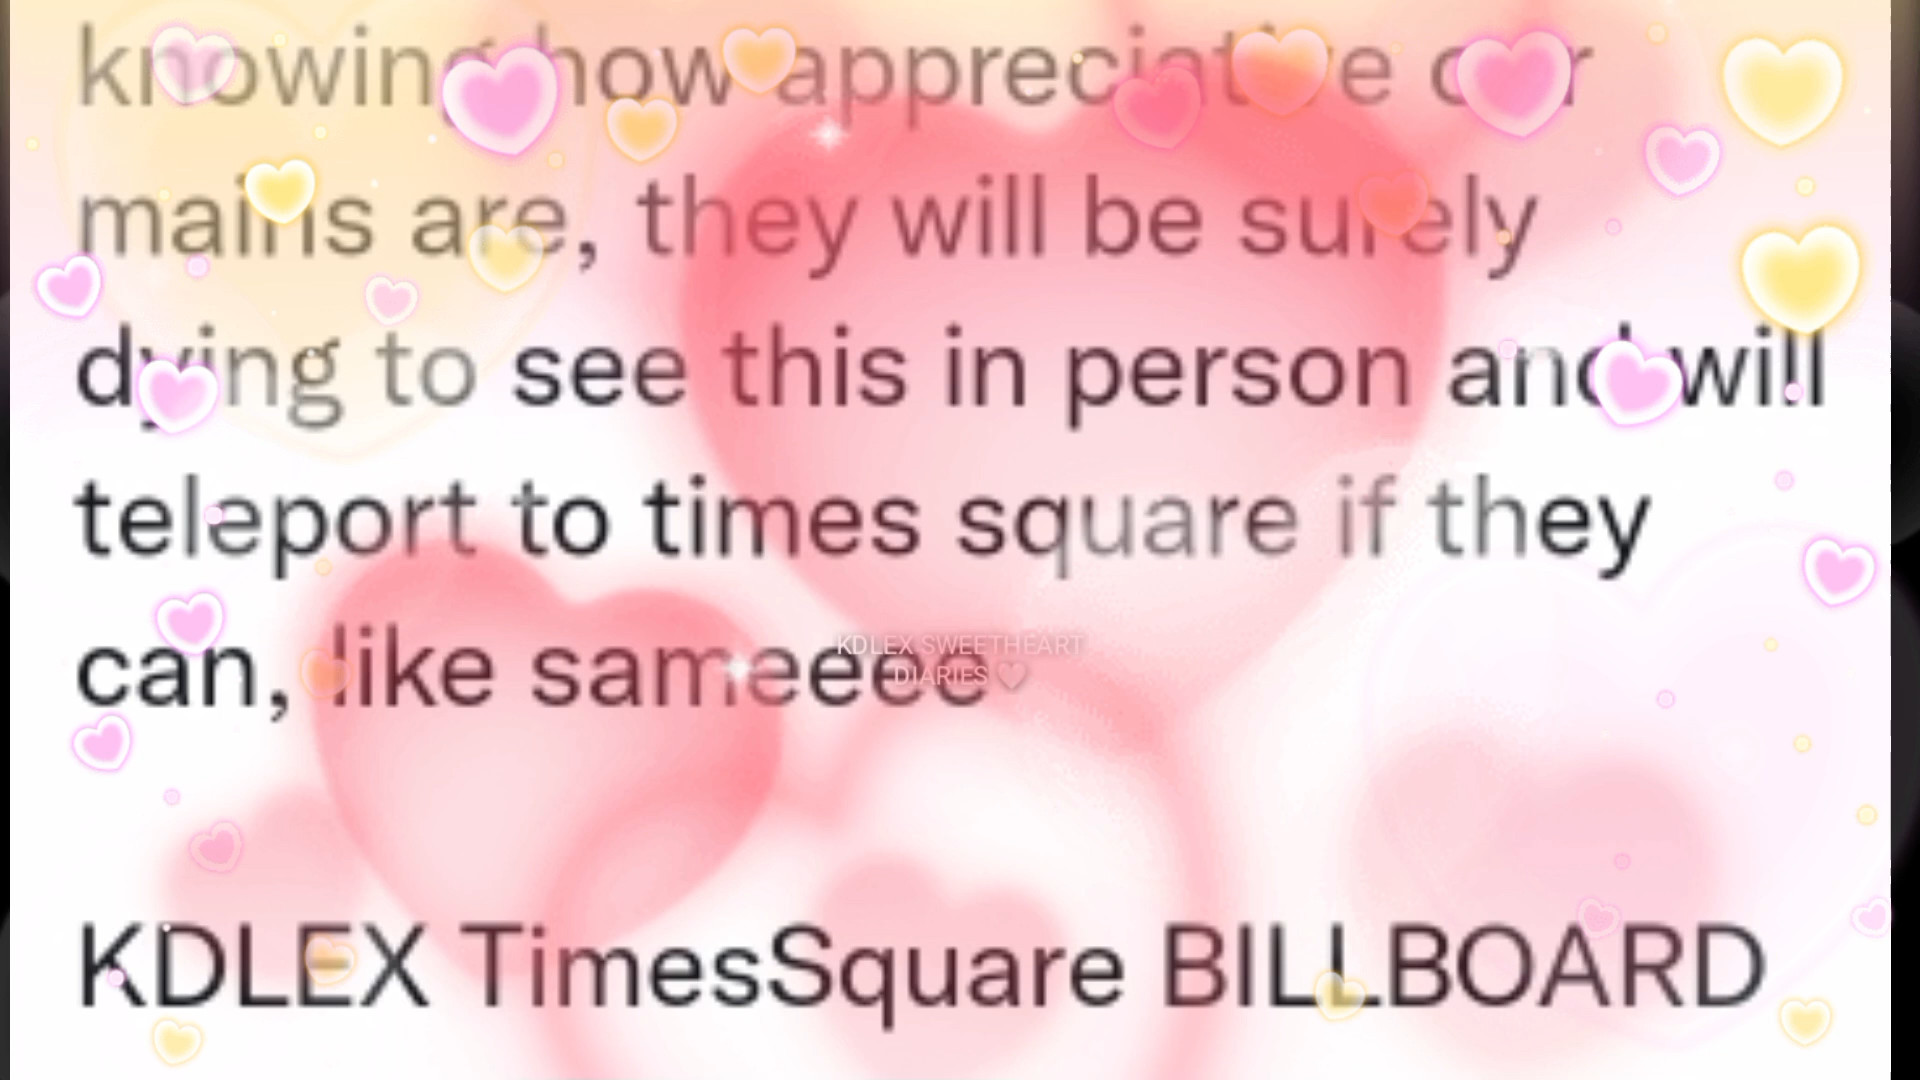 knowing how appreciative our
mains are, they will be surely
dying to see this in person and will
teleport to times square if they
can, like sameeee
KDLEX SWEETHEART
DIARIES 🤍
KDLEX TimesSquare BILLBOARD